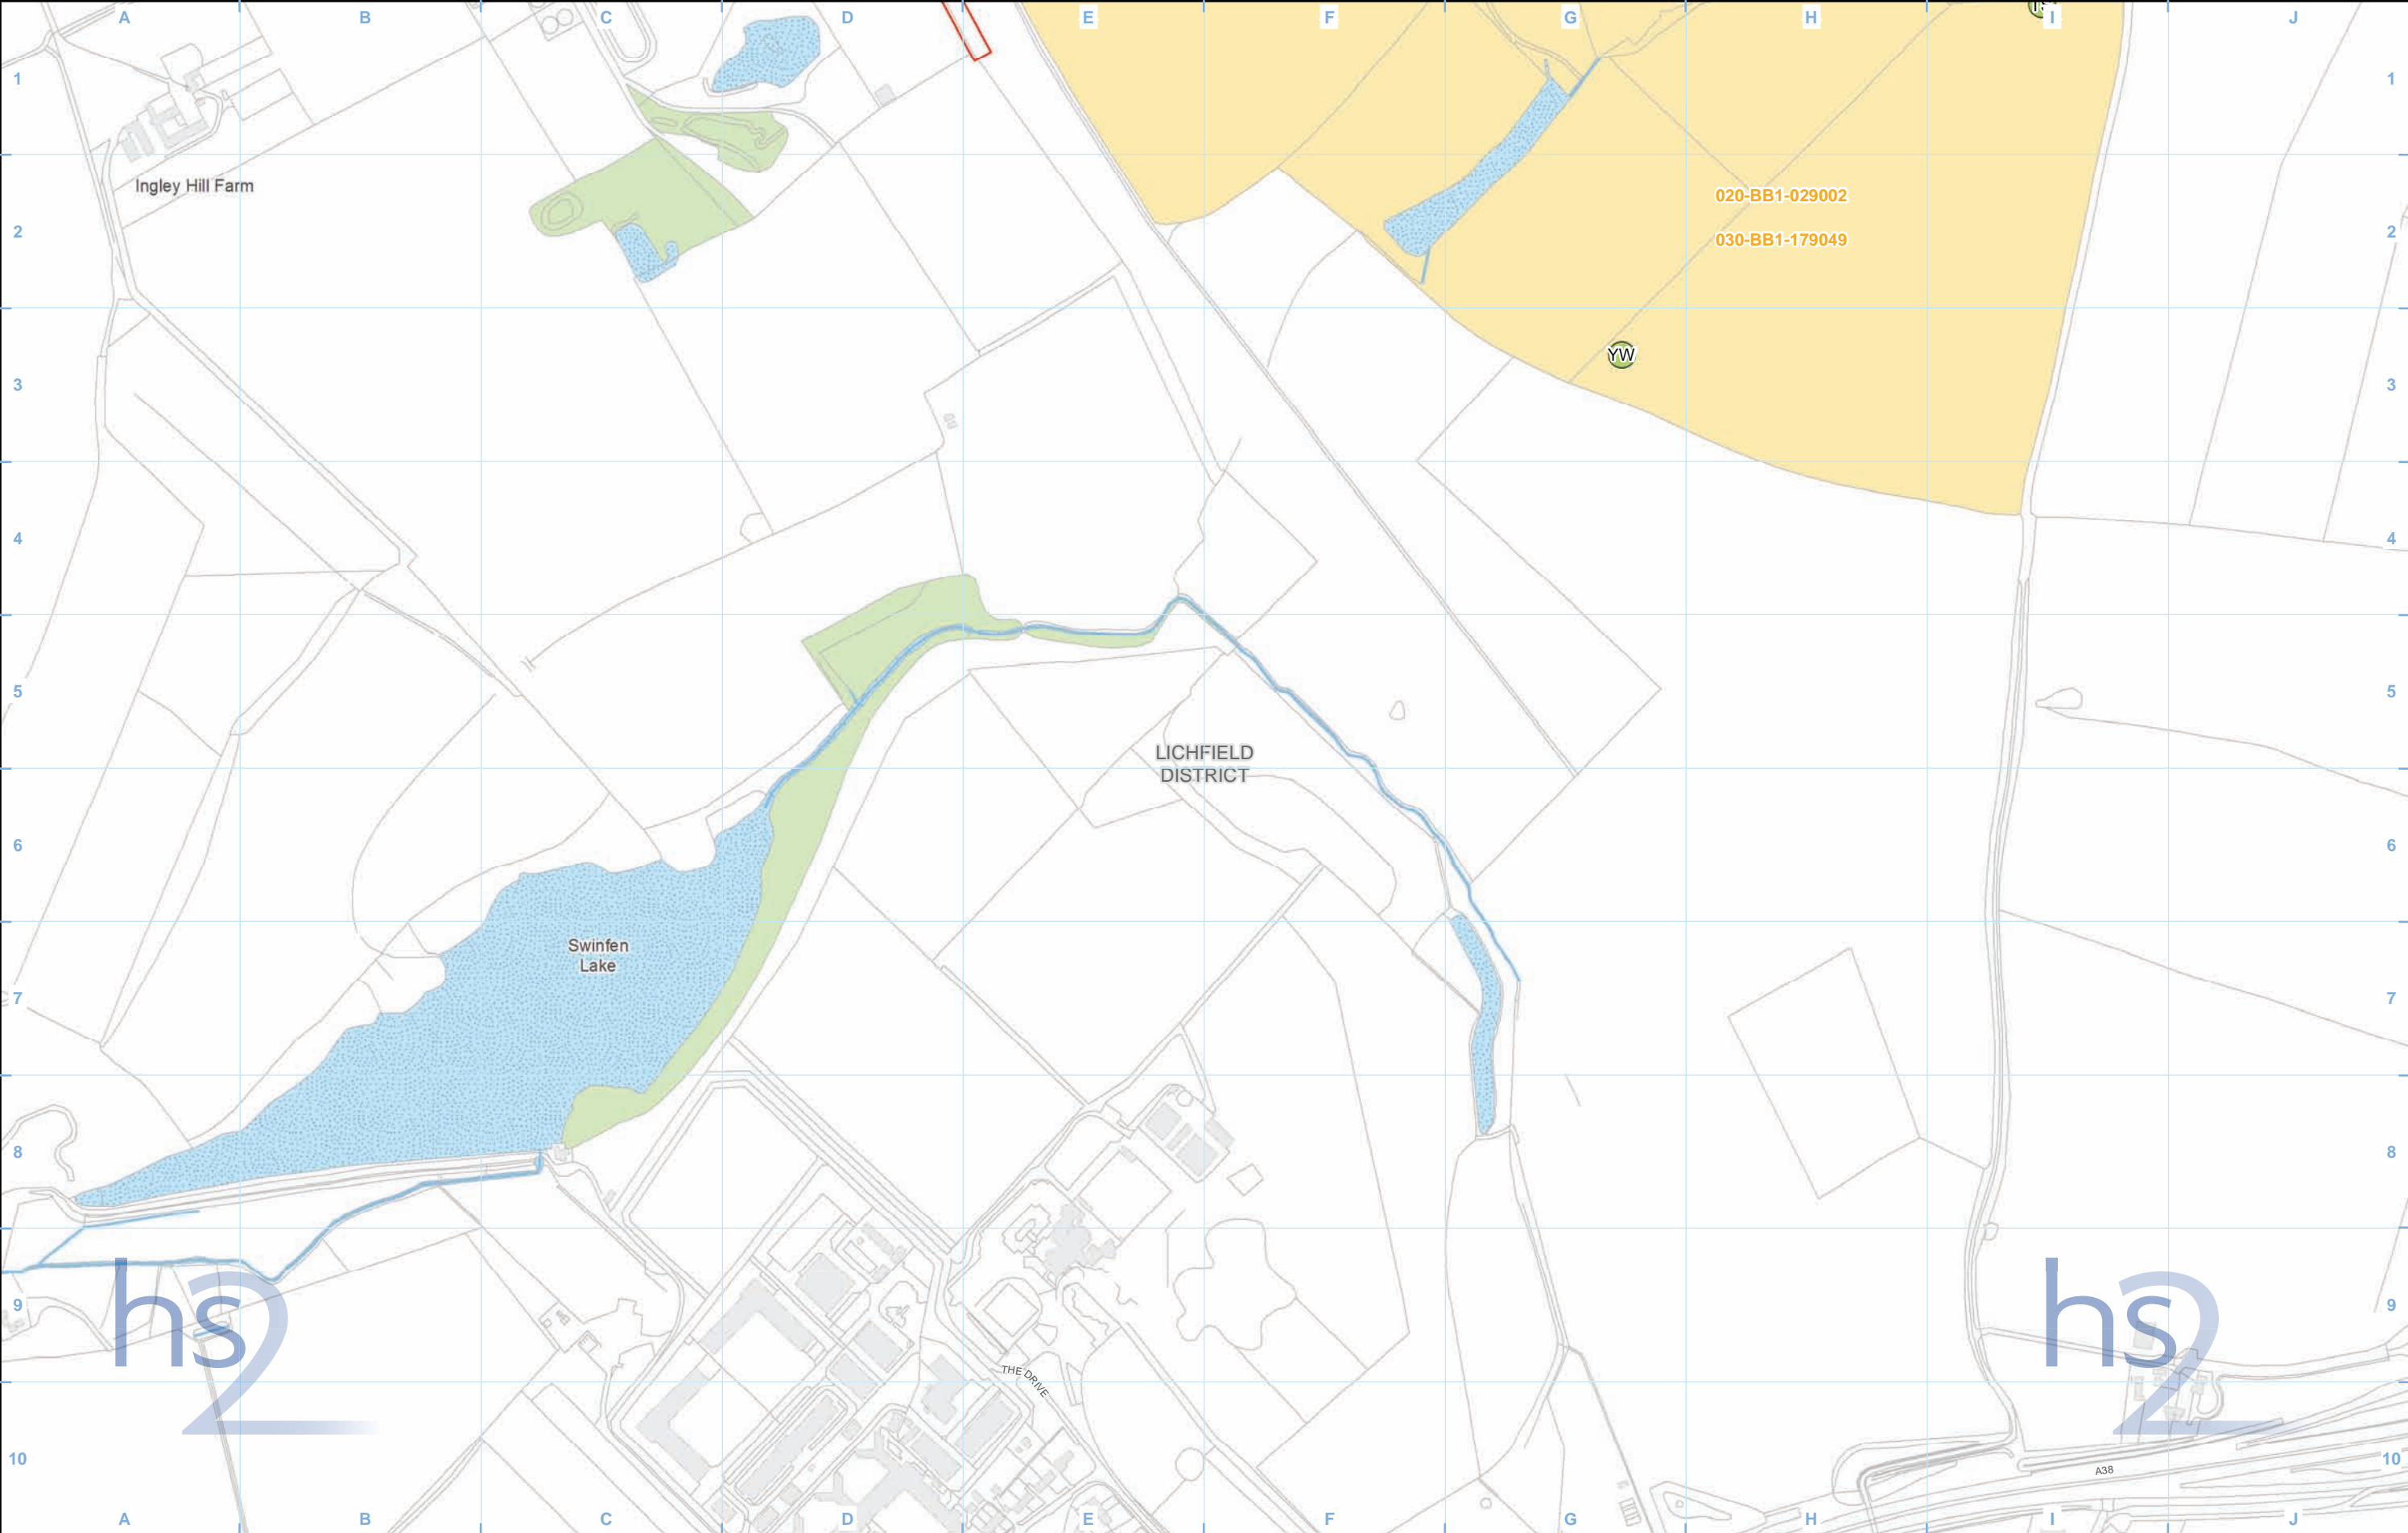 A B C D E F G H I J
1 1
Ingley Hill Farm
020-BB1-029002
2 2
030-BB1-179049
YW
3 3
4 4
5 5
LICHFIELD
DISTRICT
6 6
Swinfen
Lake
7 7
8 8
hs2 hs2
9 9
THE DRIVE
10 10
A38
A B C D E F G H I J